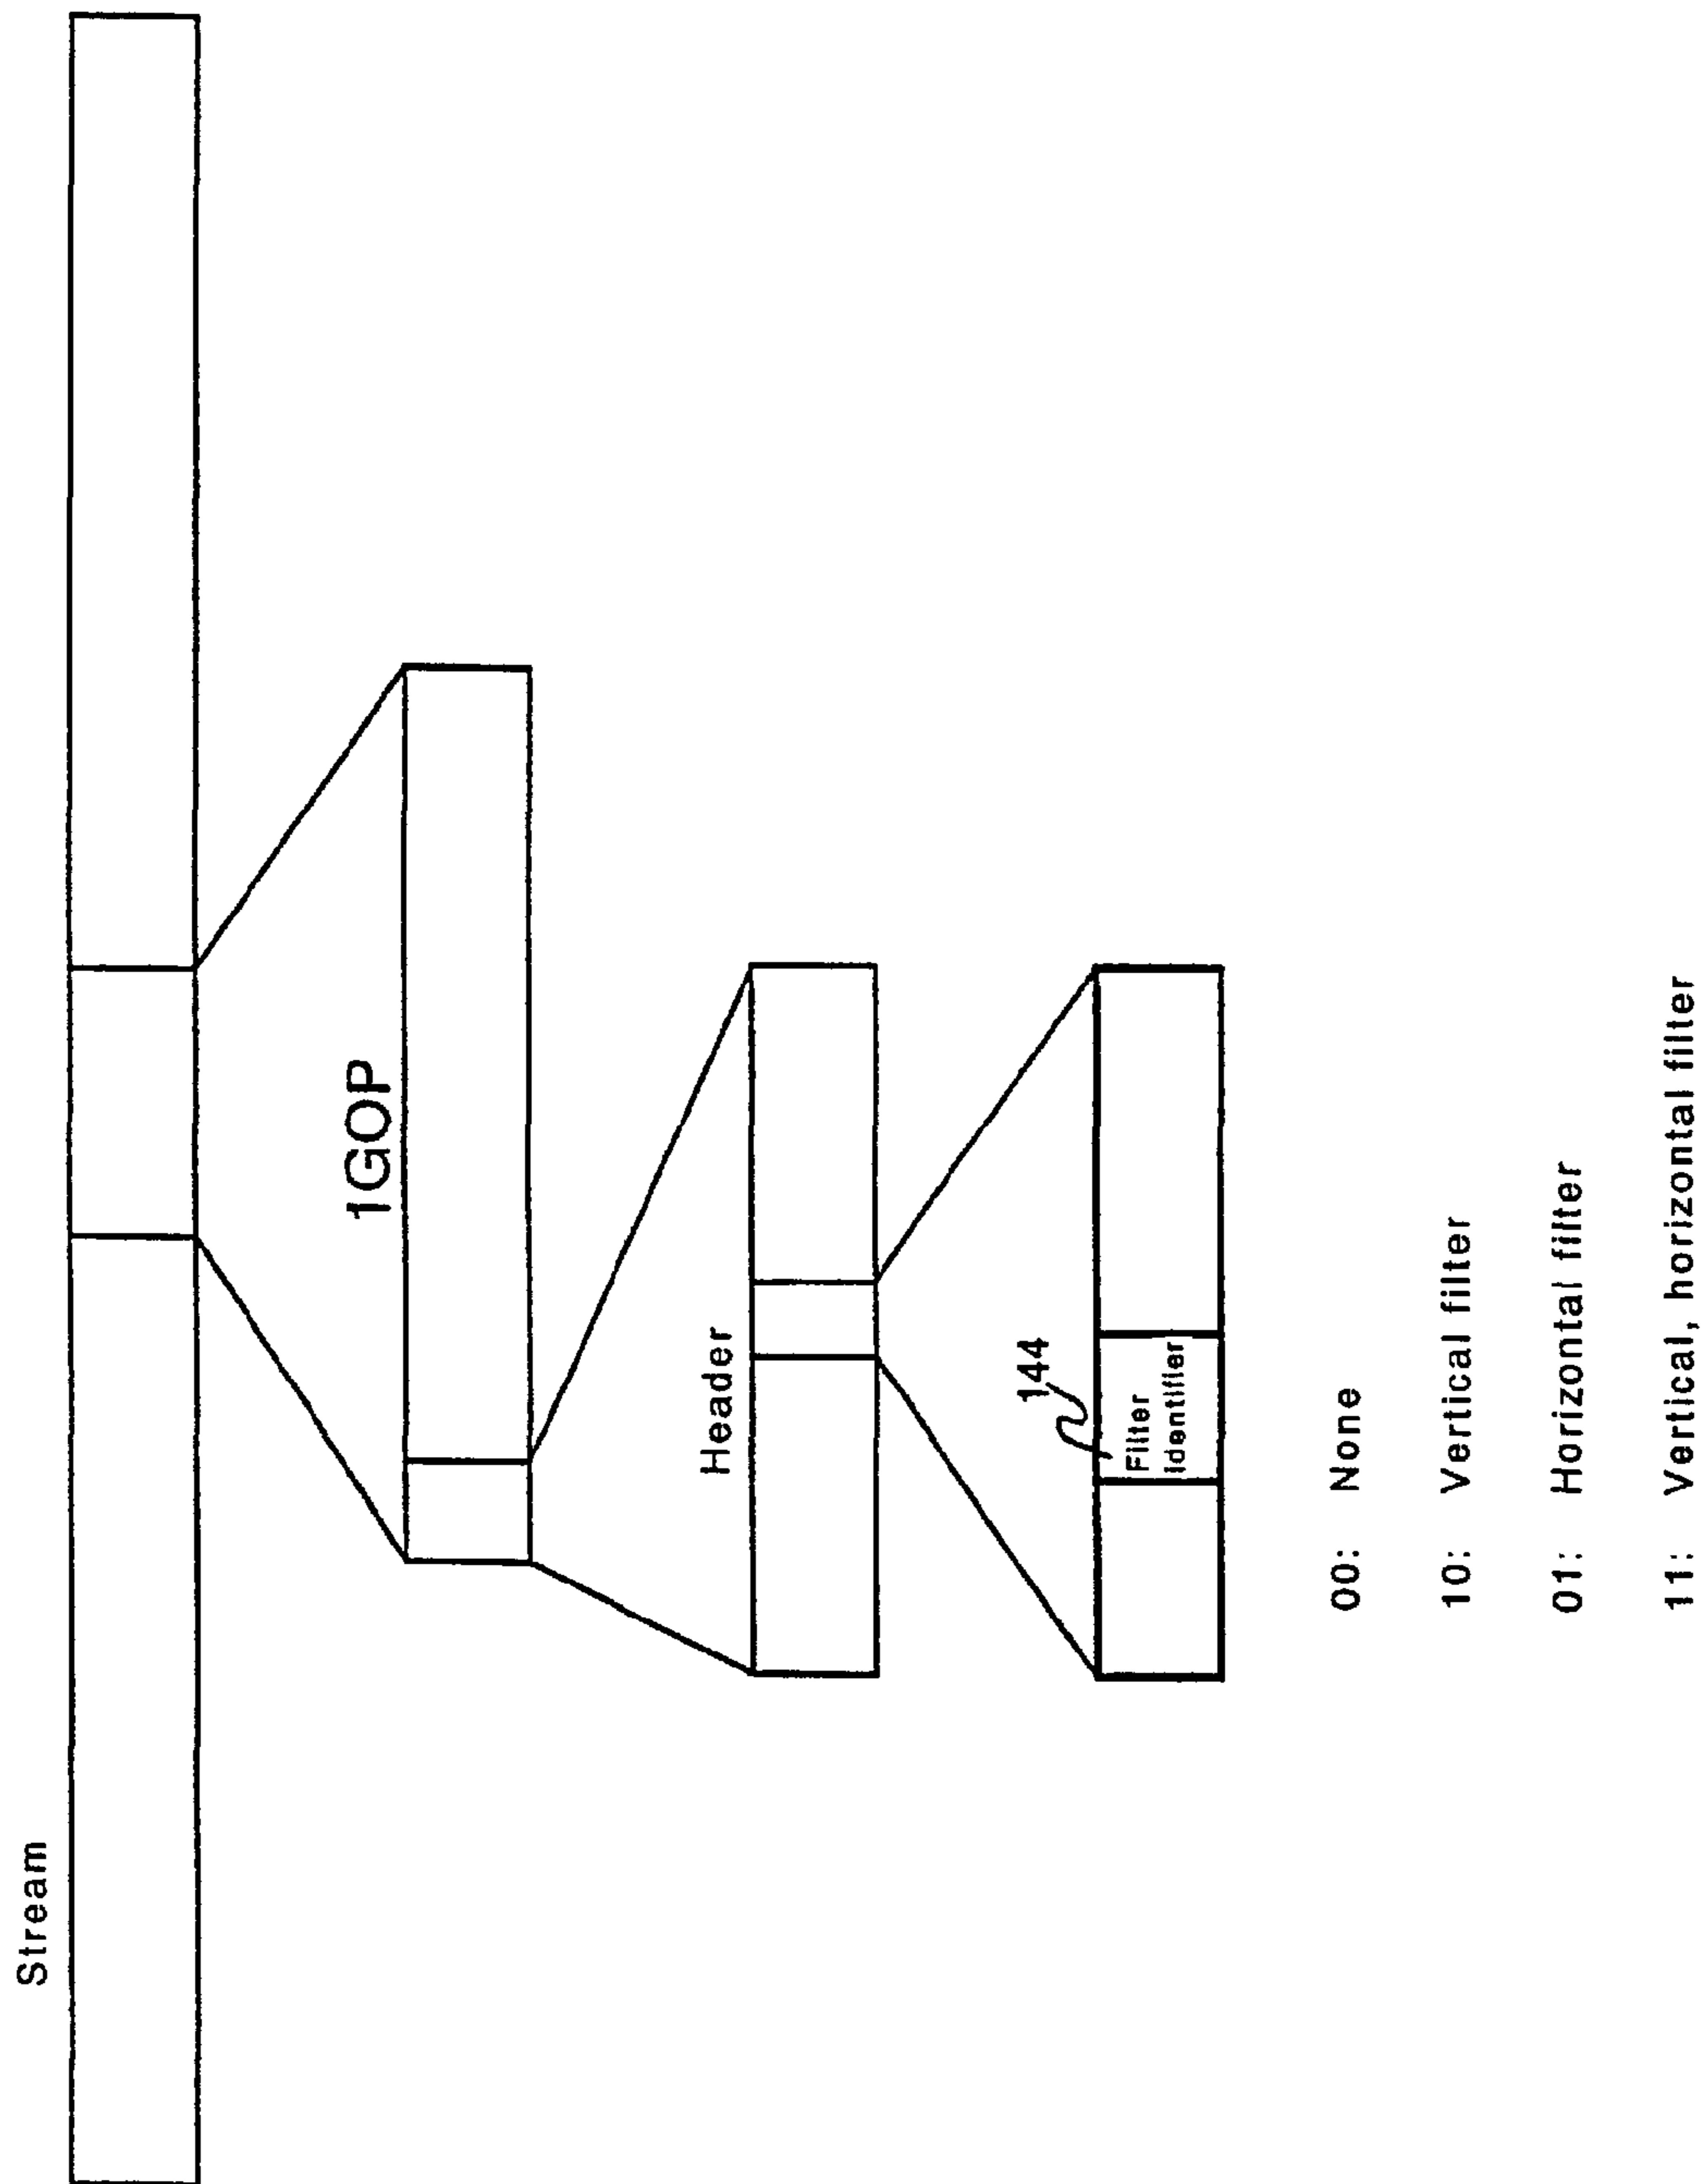 Stream
1GOP
Header
144
Filter
identifier
00: None
10: Vertical filter
01: Horizontal filter
11: Vertical, horizontal filter